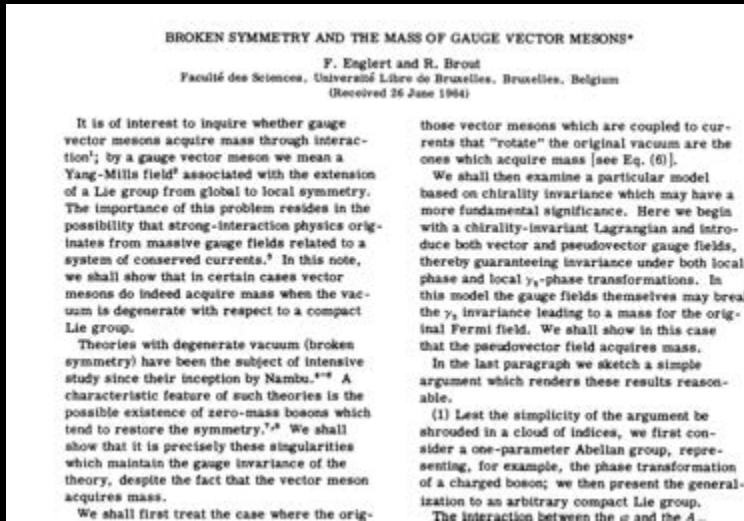 BROKEN SYMMETRY AND THE MASS OF GAUGE VECTOR MESONS*
F. Englert and R. Brout
Faculté des Sciences, Université Libre de Bruxelles, Bruxelles, Belgium
(Received 26 June 1964)
It is of interest to inquire whether gauge
vector mesons acquire mass through interac-
tion¹; by a gauge vector meson we mean a
Yang-Mills field² associated with the extension
of a Lie group from global to local symmetry.
The importance of this problem resides in the
possibility that strong-interaction physics orig-
inates from massive gauge fields related to a
system of conserved currents.³ In this note,
we shall show that in certain cases vector
mesons do indeed acquire mass when the vac-
uum is degenerate with respect to a compact
Lie group.
Theories with degenerate vacuum (broken
symmetry) have been the subject of intensive
study since their inception by Nambu.⁴⁻⁶ A
characteristic feature of such theories is the
possible existence of zero-mass bosons which
tend to restore the symmetry.⁷,⁸ We shall
show that it is precisely these singularities
which maintain the gauge invariance of the
theory, despite the fact that the vector meson
acquires mass.
We shall first treat the case where the orig-
those vector mesons which are coupled to cur-
rents that "rotate" the original vacuum are the
ones which acquire mass [see Eq. (6)].
We shall then examine a particular model
based on chirality invariance which may have a
more fundamental significance. Here we begin
with a chirality-invariant Lagrangian and intro-
duce both vector and pseudovector gauge fields,
thereby guaranteeing invariance under both local
phase and local γ₅-phase transformations. In
this model the gauge fields themselves may break
the γ₅ invariance leading to a mass for the orig-
inal Fermi field. We shall show in this case
that the pseudovector field acquires mass.
In the last paragraph we sketch a simple
argument which renders these results reason-
able.
(1) Lest the simplicity of the argument be
shrouded in a cloud of indices, we first con-
sider a one-parameter Abelian group, repre-
senting, for example, the phase transformation
of a charged boson; we then present the general-
ization to an arbitrary compact Lie group.
The interaction between the φ and the A